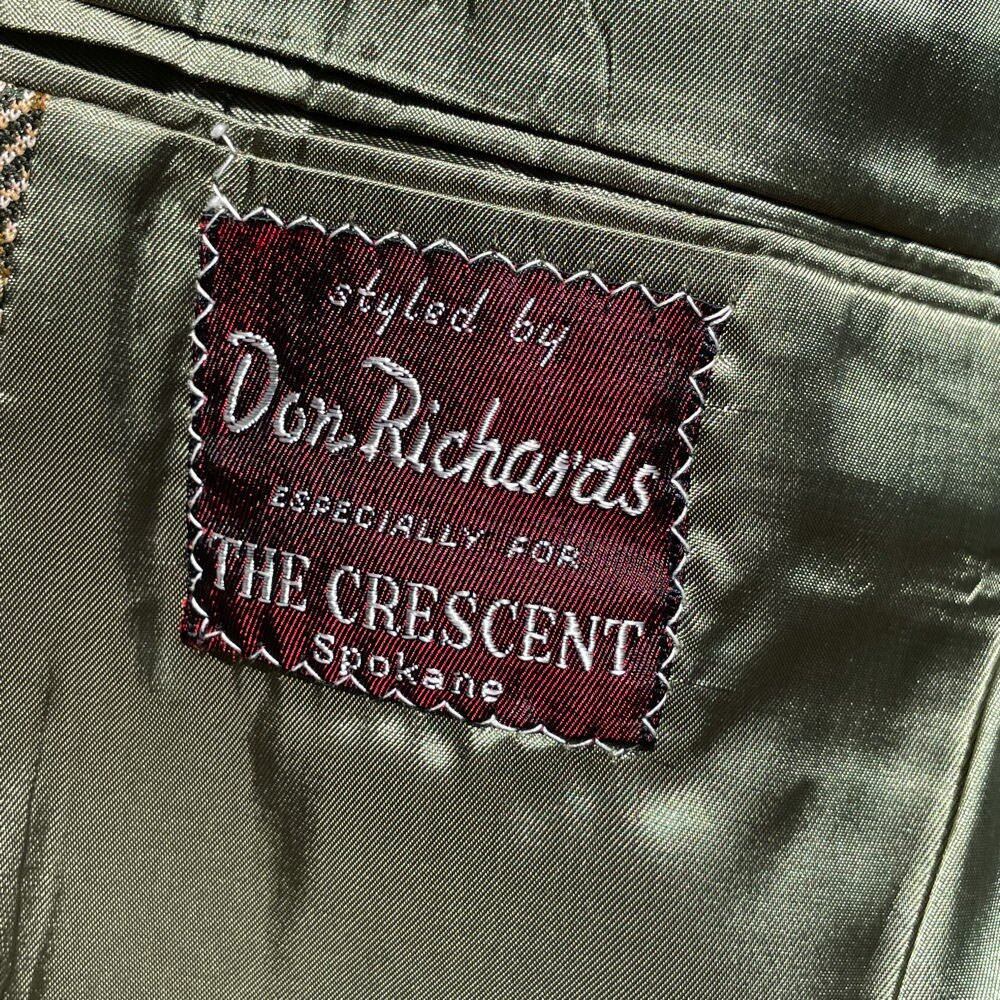 styled by
Don Richards
ESPECIALLY FOR
THE CRESCENT
Spokane